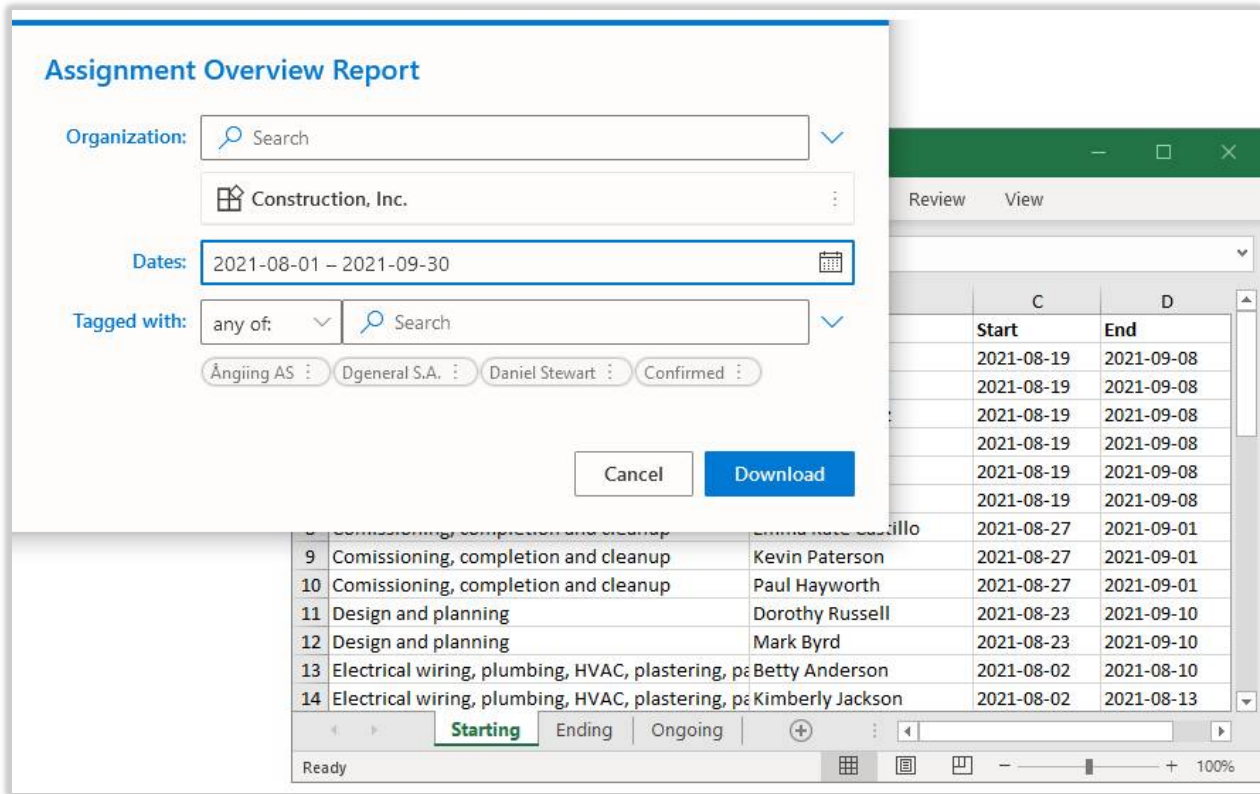 Assignment Overview Report
Organization: Search
Construction, Inc.
Dates: 2021-08-01 – 2021-09-30
Tagged with: any of: Search
Ångiing AS Dgeneral S.A. Daniel Stewart Confirmed
Cancel Download
Review View
C D
Start End
2021-08-19 2021-09-08
2021-08-19 2021-09-08
2021-08-19 2021-09-08
2021-08-19 2021-09-08
2021-08-19 2021-09-08
2021-08-19 2021-09-08
8 Comissioning, completion and cleanup Emma Kate Castillo 2021-08-27 2021-09-01
9 Comissioning, completion and cleanup Kevin Paterson 2021-08-27 2021-09-01
10 Comissioning, completion and cleanup Paul Hayworth 2021-08-27 2021-09-01
11 Design and planning Dorothy Russell 2021-08-23 2021-09-10
12 Design and planning Mark Byrd 2021-08-23 2021-09-10
13 Electrical wiring, plumbing, HVAC, plastering, pa Betty Anderson 2021-08-02 2021-08-10
14 Electrical wiring, plumbing, HVAC, plastering, pa Kimberly Jackson 2021-08-02 2021-08-13
Starting Ending Ongoing
Ready 100%